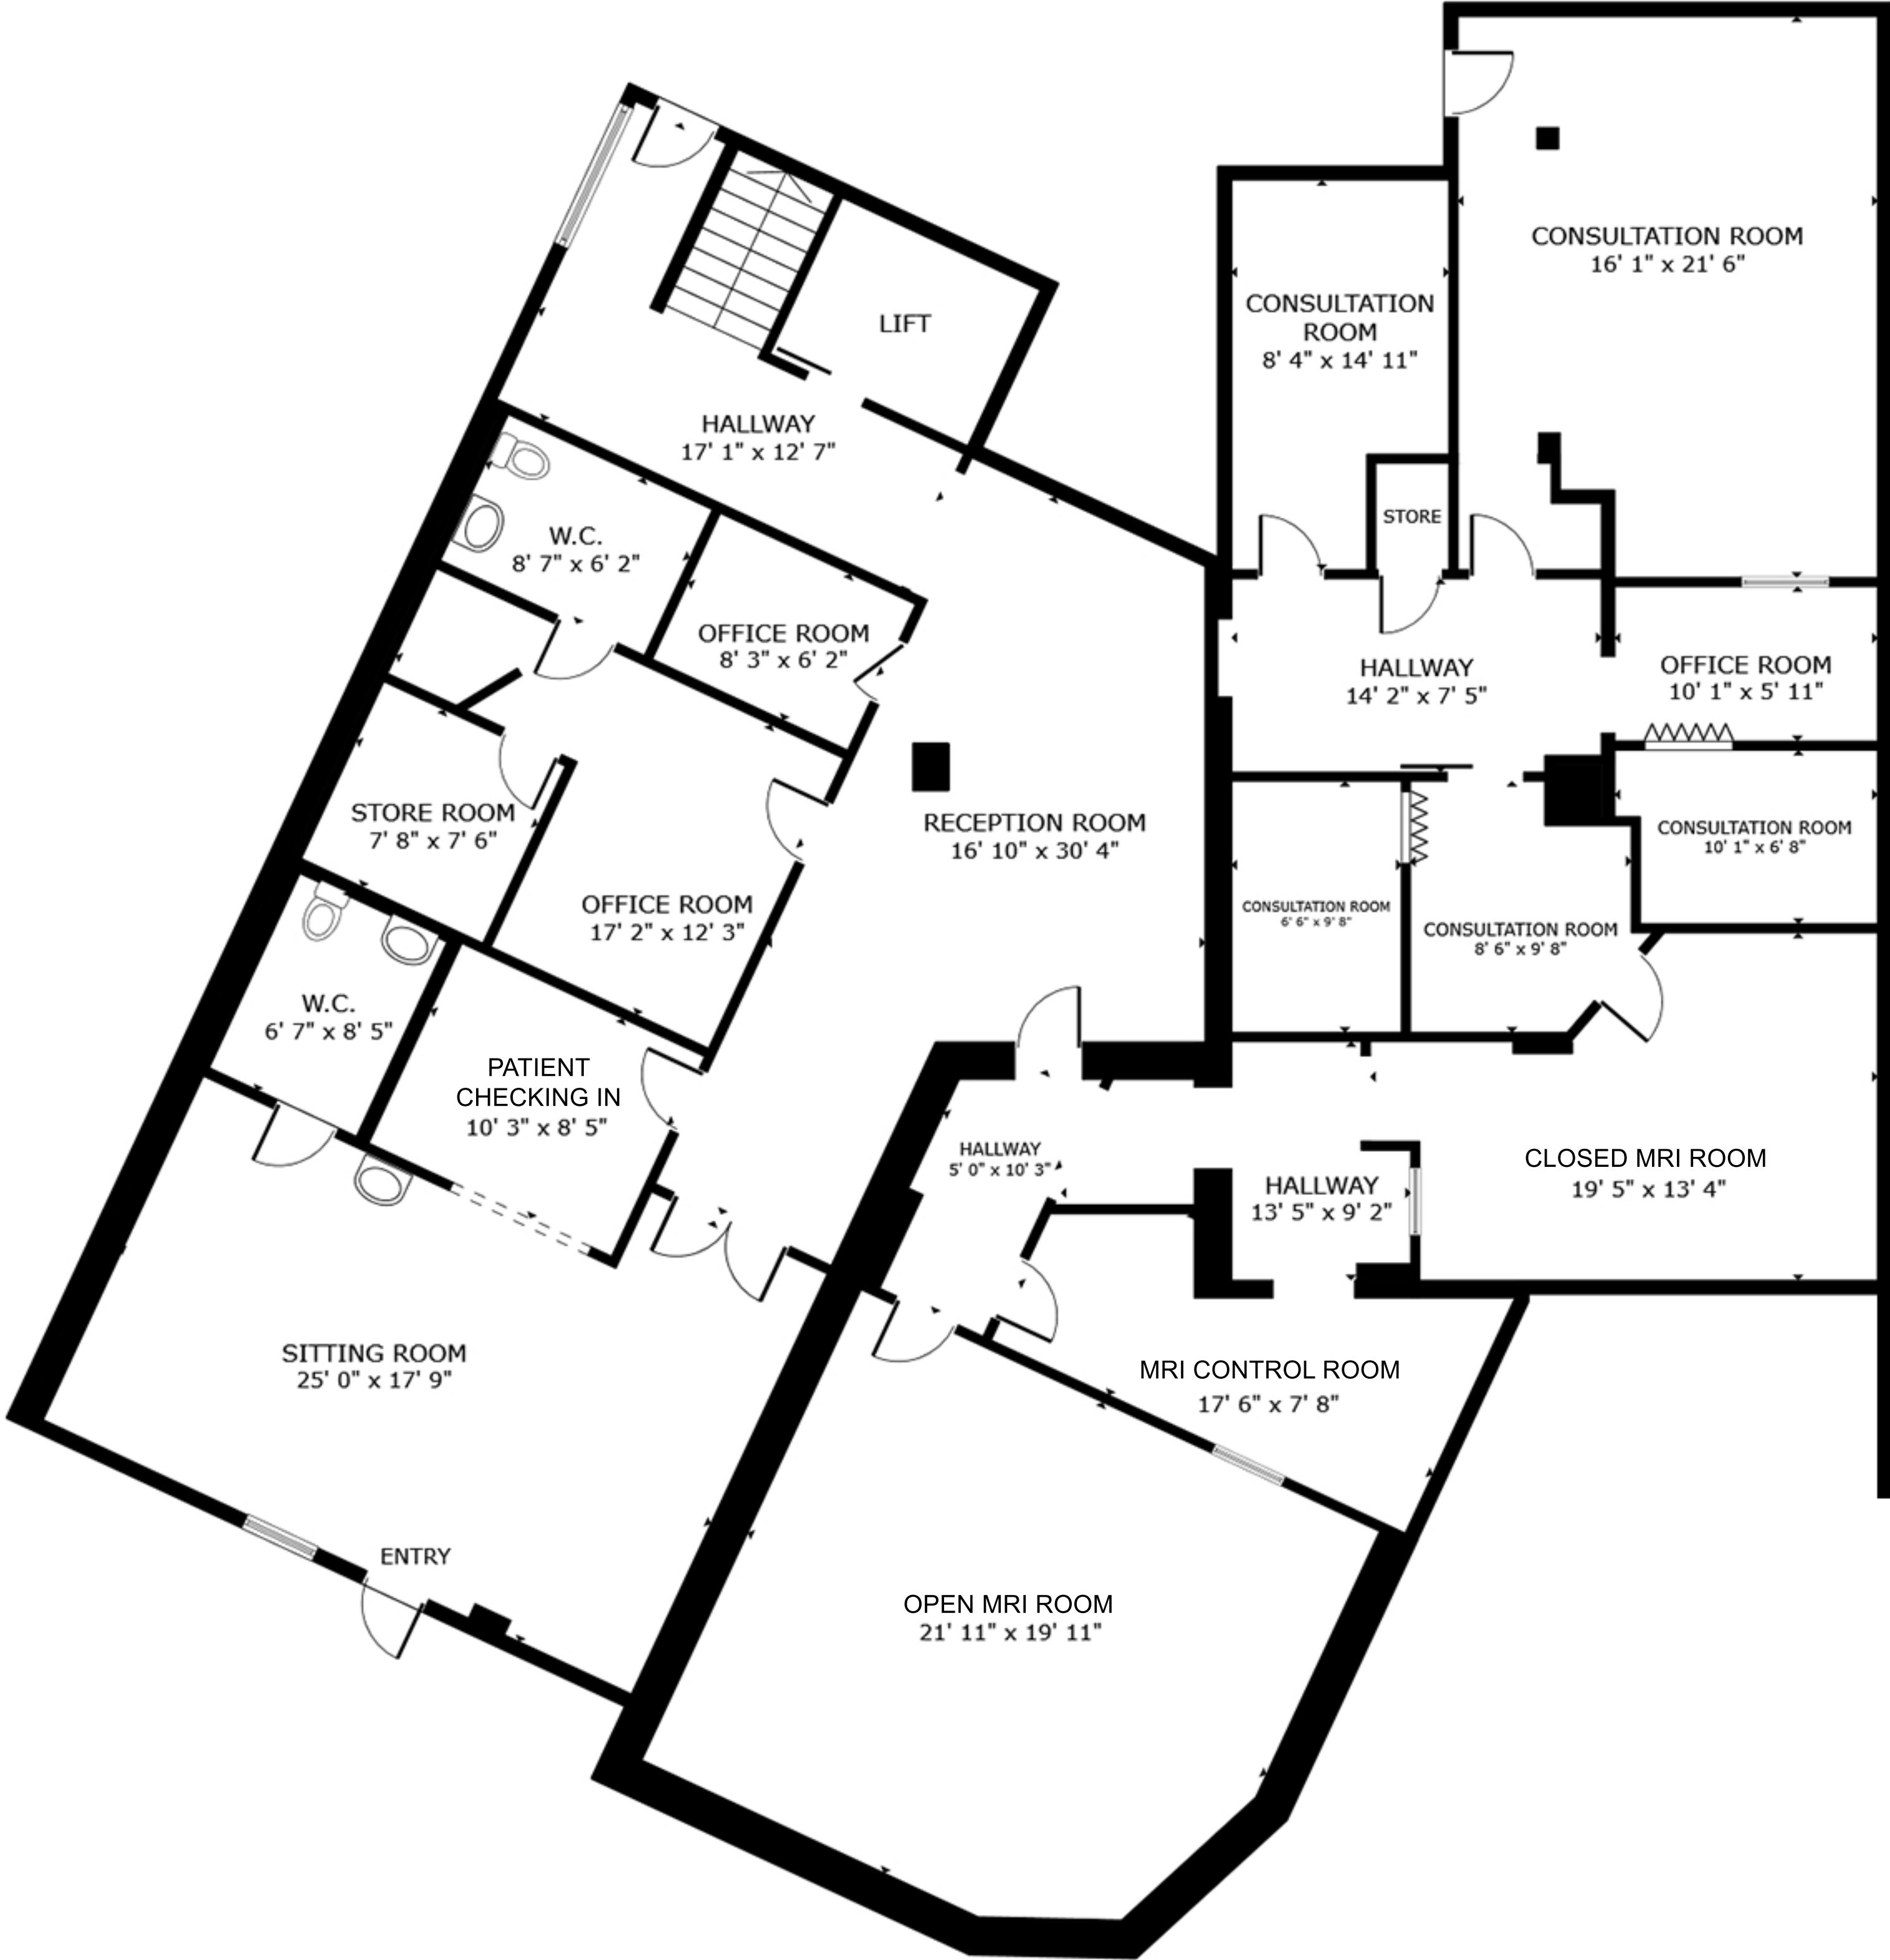 CONSULTATION ROOM
16' 1" x 21' 6"
CONSULTATION
ROOM
8' 4" x 14' 11"
LIFT
HALLWAY
17' 1" x 12' 7"
STORE
W.C.
8' 7" x 6' 2"
OFFICE ROOM
8' 3" x 6' 2"
HALLWAY
14' 2" x 7' 5"
OFFICE ROOM
10' 1" x 5' 11"
STORE ROOM
7' 8" x 7' 6"
RECEPTION ROOM
16' 10" x 30' 4"
CONSULTATION ROOM
10' 1" x 6' 8"
OFFICE ROOM
17' 2" x 12' 3"
CONSULTATION ROOM
6' 6" x 9' 8"
CONSULTATION ROOM
8' 6" x 9' 8"
W.C.
6' 7" x 8' 5"
PATIENT
CHECKING IN
10' 3" x 8' 5"
HALLWAY
5' 0" x 10' 3"
HALLWAY
13' 5" x 9' 2"
CLOSED MRI ROOM
19' 5" x 13' 4"
SITTING ROOM
25' 0" x 17' 9"
MRI CONTROL ROOM
17' 6" x 7' 8"
ENTRY
OPEN MRI ROOM
21' 11" x 19' 11"